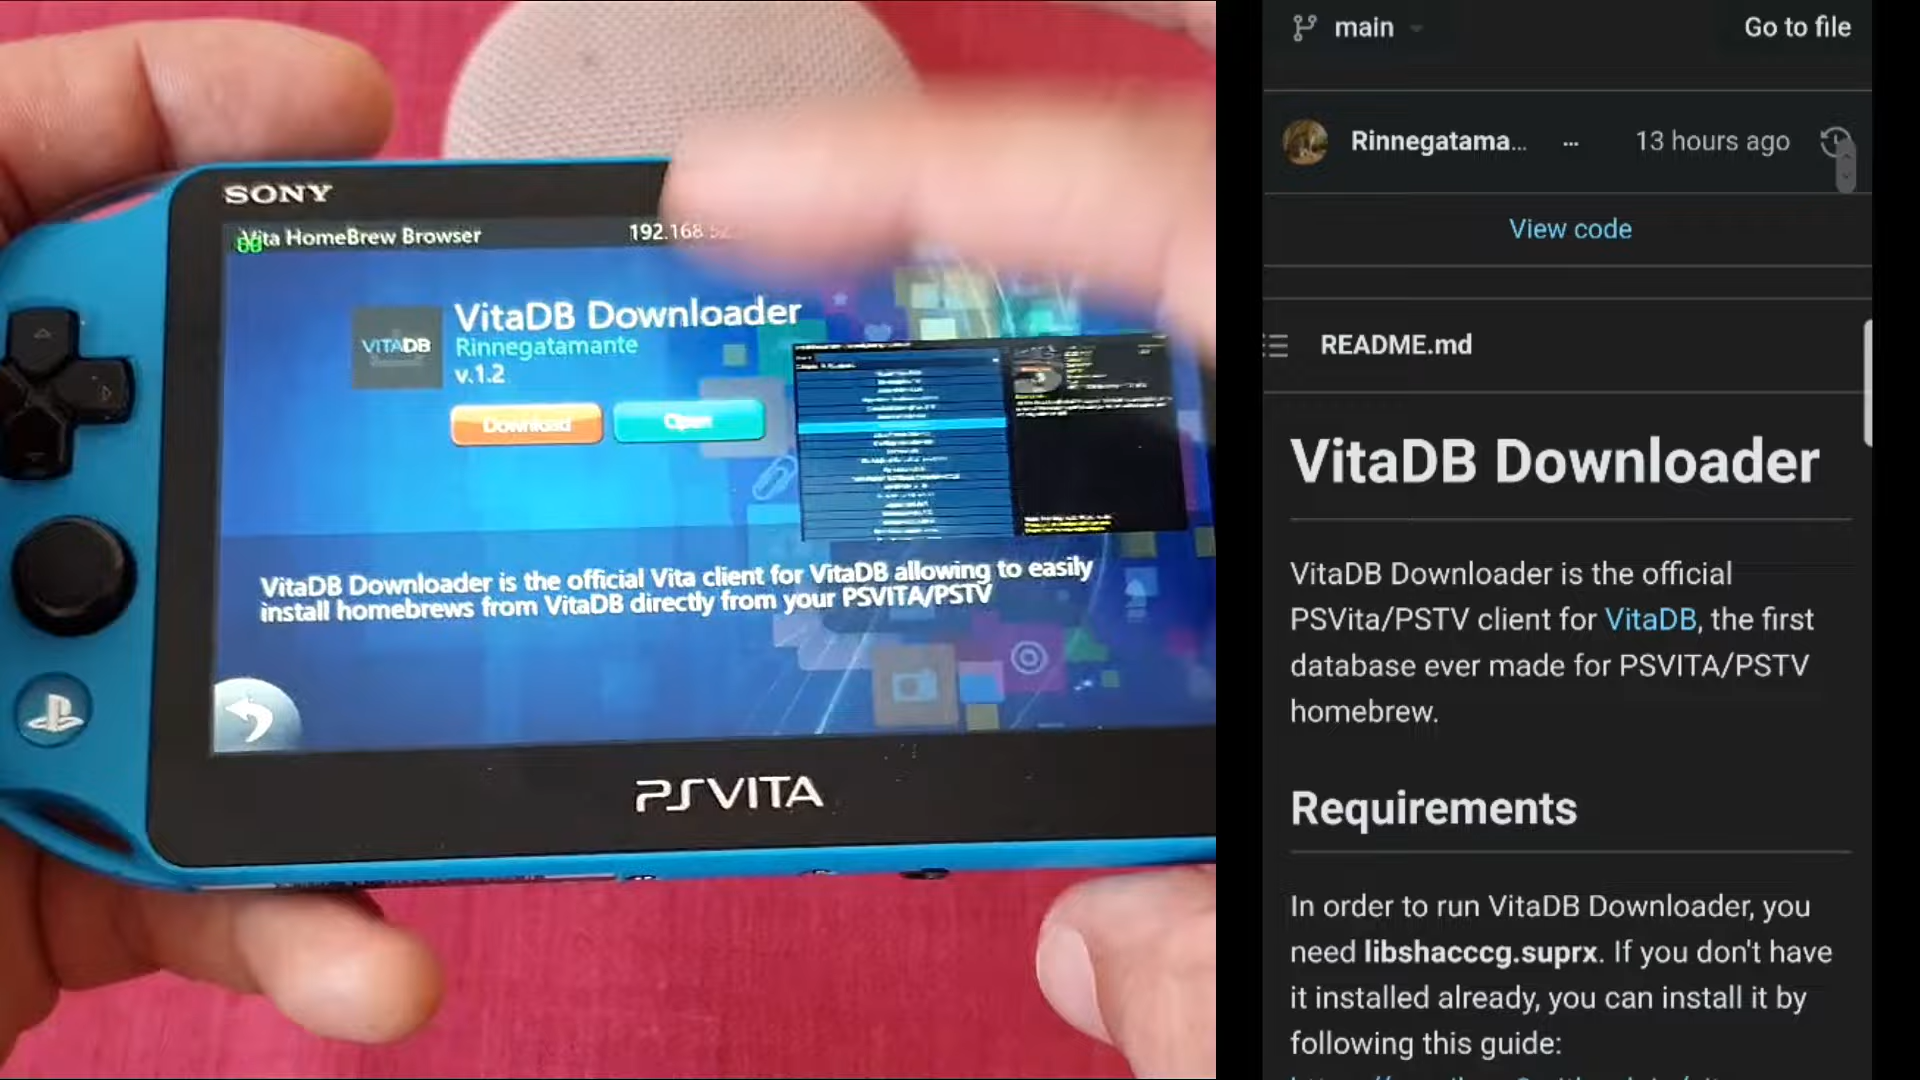 SONY
Vita HomeBrew Browser
192.168
VITADB
VitaDB Downloader
Rinnegatamante
v.1.2
Download
Open
VitaDB Downloader is the official Vita client for VitaDB allowing to easily
install homebrews from VitaDB directly from your PSVITA/PSTV
PSVITA
main
Go to file
Rinnegatama...
...
13 hours ago
View code
README.md
VitaDB Downloader
VitaDB Downloader is the official
PSVita/PSTV client for VitaDB, the first
database ever made for PSVITA/PSTV
homebrew.
Requirements
In order to run VitaDB Downloader, you
need libshacccg.suprx. If you don't have
it installed already, you can install it by
following this guide: